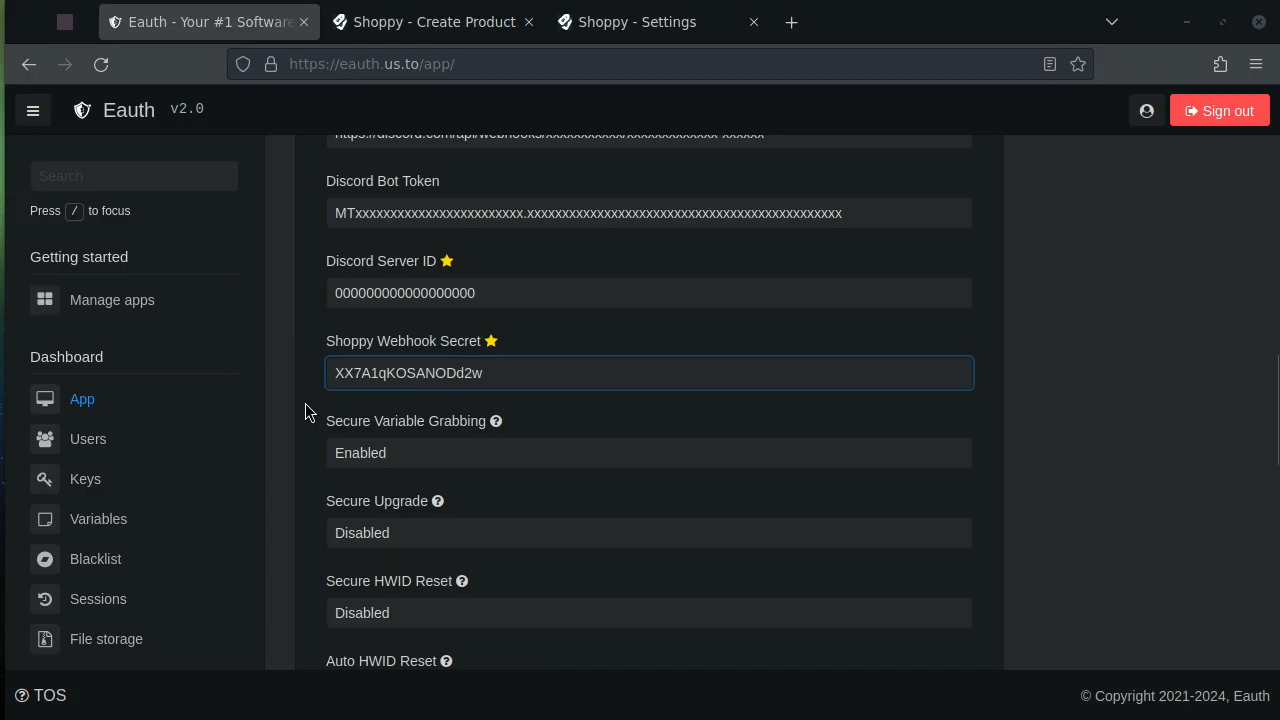 Eauth - Your #1 Software
Shoppy - Create Product
Shoppy - Settings
https://eauth.us.to/app/
Eauth v2.0
Sign out
Search
Press / to focus
Getting started
Manage apps
Dashboard
App
Users
Keys
Variables
Blacklist
Sessions
File storage
Discord Bot Token
MTxxxxxxxxxxxxxxxxxxxxxxxx.xxxxxxxxxxxxxxxxxxxxxxxxxxxxxxxxxxxxxxxxxxxxx
Discord Server ID
000000000000000000
Shoppy Webhook Secret
XX7A1qKOSANODd2w
Secure Variable Grabbing
Enabled
Secure Upgrade
Disabled
Secure HWID Reset
Disabled
Auto HWID Reset
TOS
© Copyright 2021-2024, Eauth